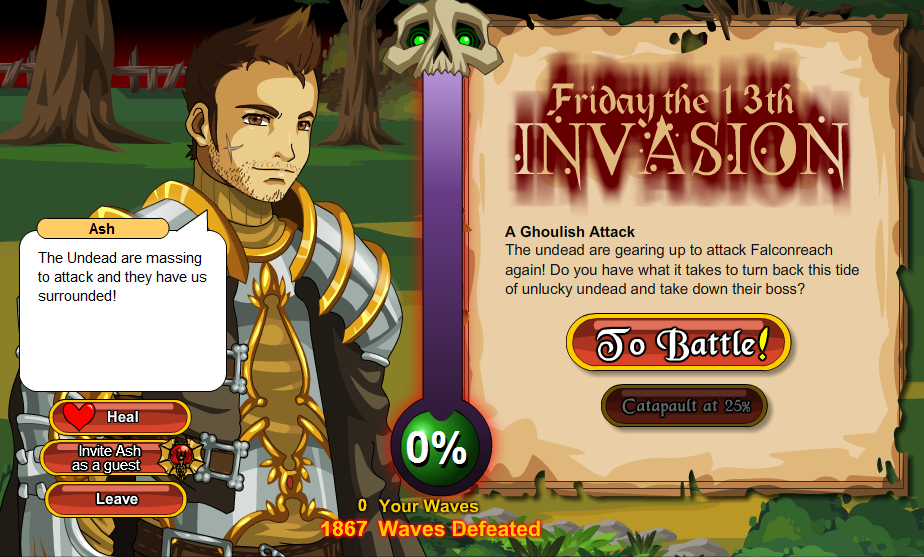 Friday the 13th
INVASION
A Ghoulish Attack
The undead are gearing up to attack Falconreach
again! Do you have what it takes to turn back this tide
of unlucky undead and take down their boss?
To Battle!
Catapault at 25%
Ash
The Undead are massing
to attack and they have us
surrounded!
Heal
Invite Ash
as a guest
Leave
0%
0 Your Waves
1867 Waves Defeated